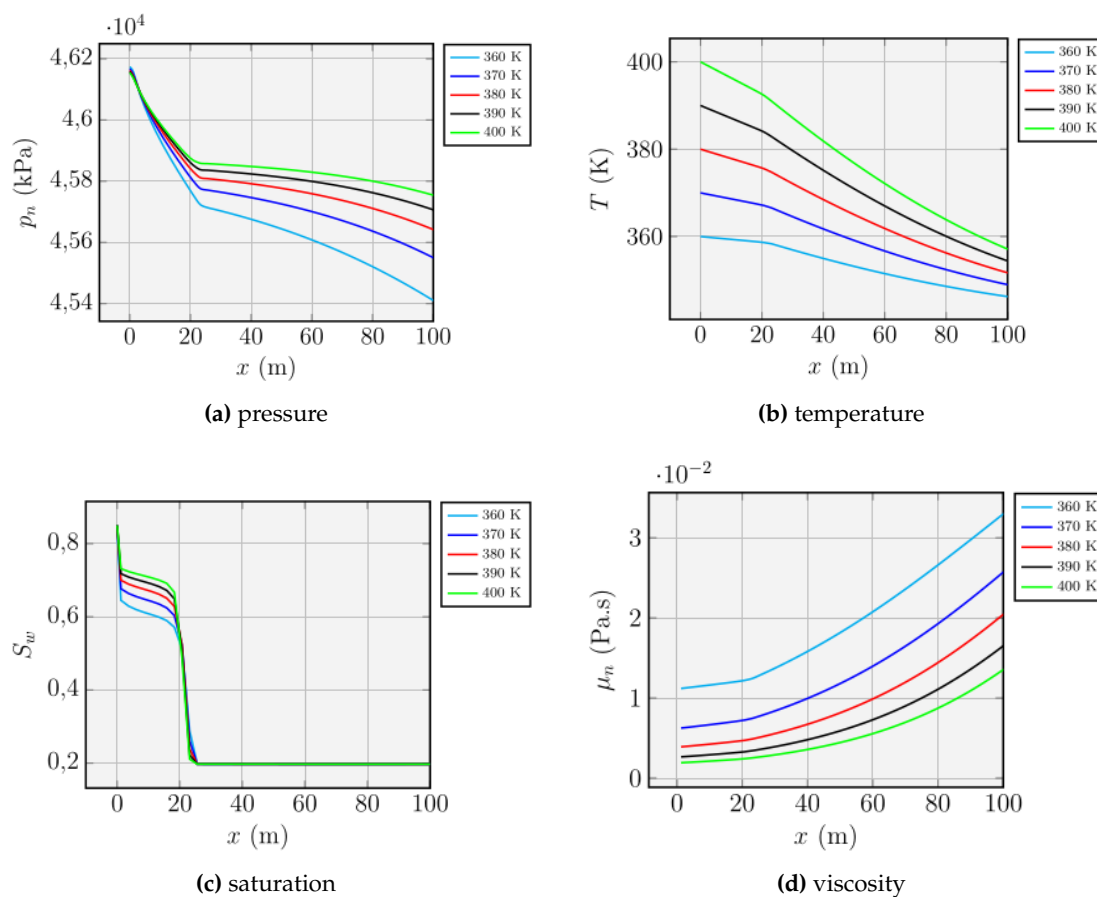 ·10⁴
4,62
4,6
4,58
4,56
4,54
p_n (kPa)
0 20 40 60 80 100
x (m)
360 K
370 K
380 K
390 K
400 K
(a) pressure
400
380
360
T (K)
0 20 40 60 80 100
x (m)
360 K
370 K
380 K
390 K
400 K
(b) temperature
0,8
0,6
0,4
0,2
S_w
0 20 40 60 80 100
x (m)
360 K
370 K
380 K
390 K
400 K
(c) saturation
·10⁻²
3
2
1
0
μ_n (Pa.s)
0 20 40 60 80 100
x (m)
360 K
370 K
380 K
390 K
400 K
(d) viscosity